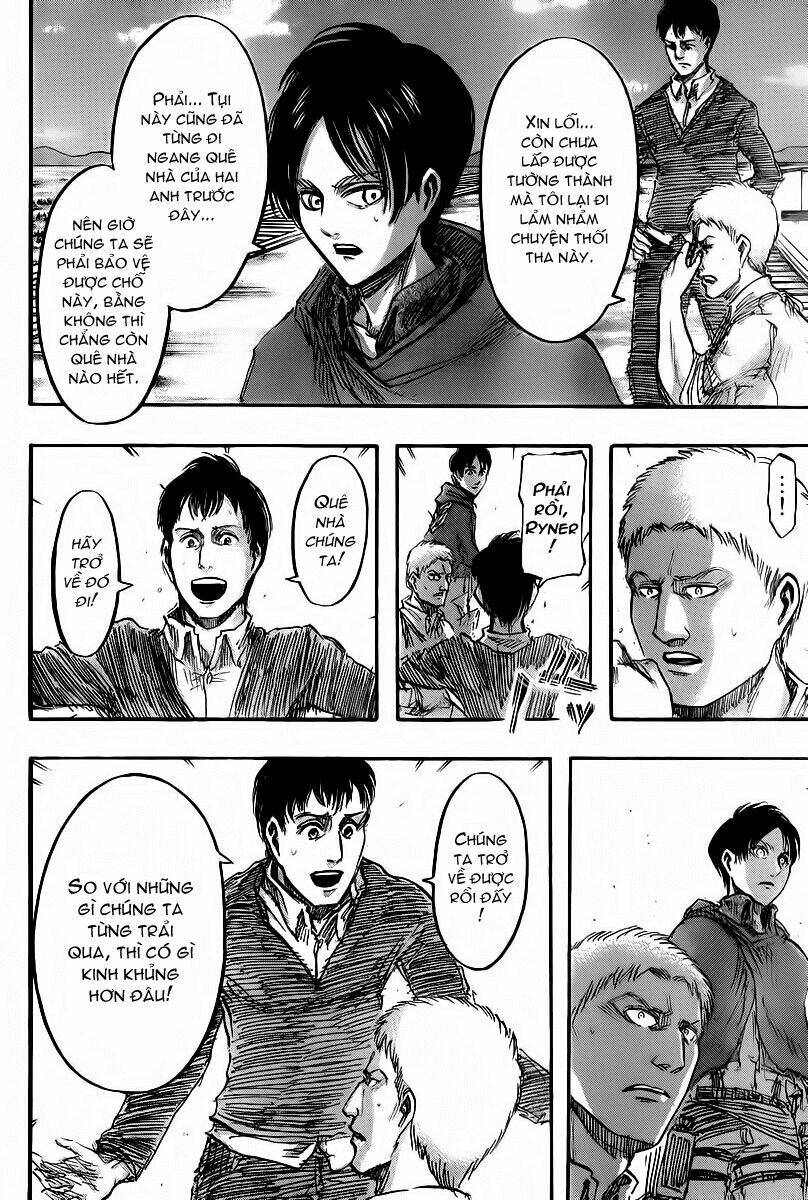 XIN LỖI...
CÒN CHƯA
LẤP ĐƯỢC
TƯỜNG THÀNH
MÀ TÔI LẠI ĐI
LẨM NHẢM
CHUYỆN THỐI
THA NÀY.
PHẢI... TỤI
NÀY CŨNG ĐÃ
TỪNG ĐI
NGANG QUÊ
NHÀ CỦA HAI
ANH TRƯỚC
ĐÂY...
NÊN GIỜ
CHÚNG TA SẼ
PHẢI BẢO VỆ
ĐƯỢC CHỐ
NÀY, BẰNG
KHÔNG THÌ
CHẲNG CÒN
QUÊ NHÀ
NÀO HẾT.
...!
PHẢI
RỒI,
RYNER!
QUÊ
NHÀ
CHÚNG
TA!
HÃY
TRỞ
VỀ ĐÓ
ĐI!
CHÚNG
TA TRỞ
VỀ ĐƯỢC
RỒI ĐẤY
!
SO VỚI NHỮNG
GÌ CHÚNG TA
TỪNG TRẢI
QUA, THÌ CÓ GÌ
KINH KHỦNG
HƠN ĐÂU!